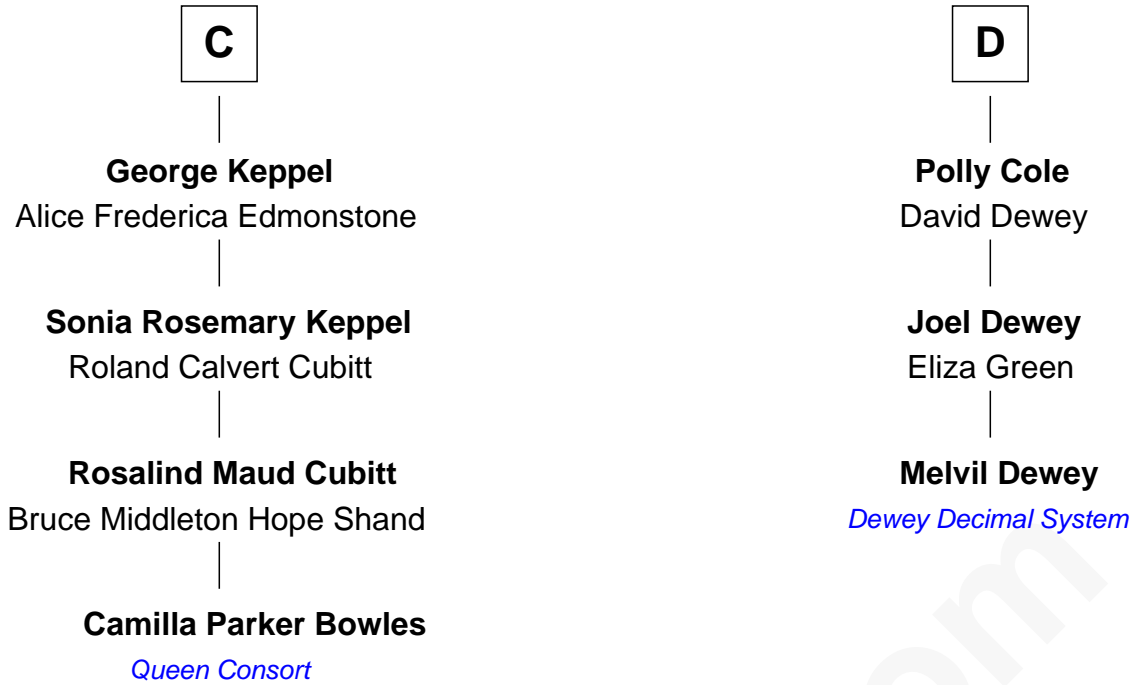 C
George Keppel
Alice Frederica Edmonstone
Sonia Rosemary Keppel
Roland Calvert Cubitt
Rosalind Maud Cubitt
Bruce Middleton Hope Shand
Camilla Parker Bowles
Queen Consort
D
Polly Cole
David Dewey
Joel Dewey
Eliza Green
Melvil Dewey
Dewey Decimal System
om